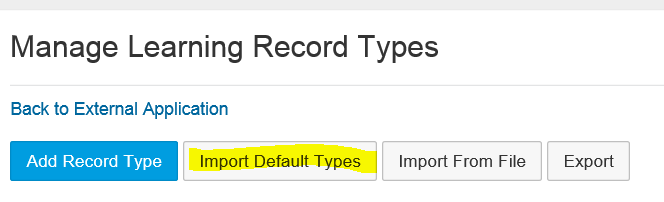 Manage Learning Record Types
Back to External Application
Add Record Type Import Default Types Import From File Export